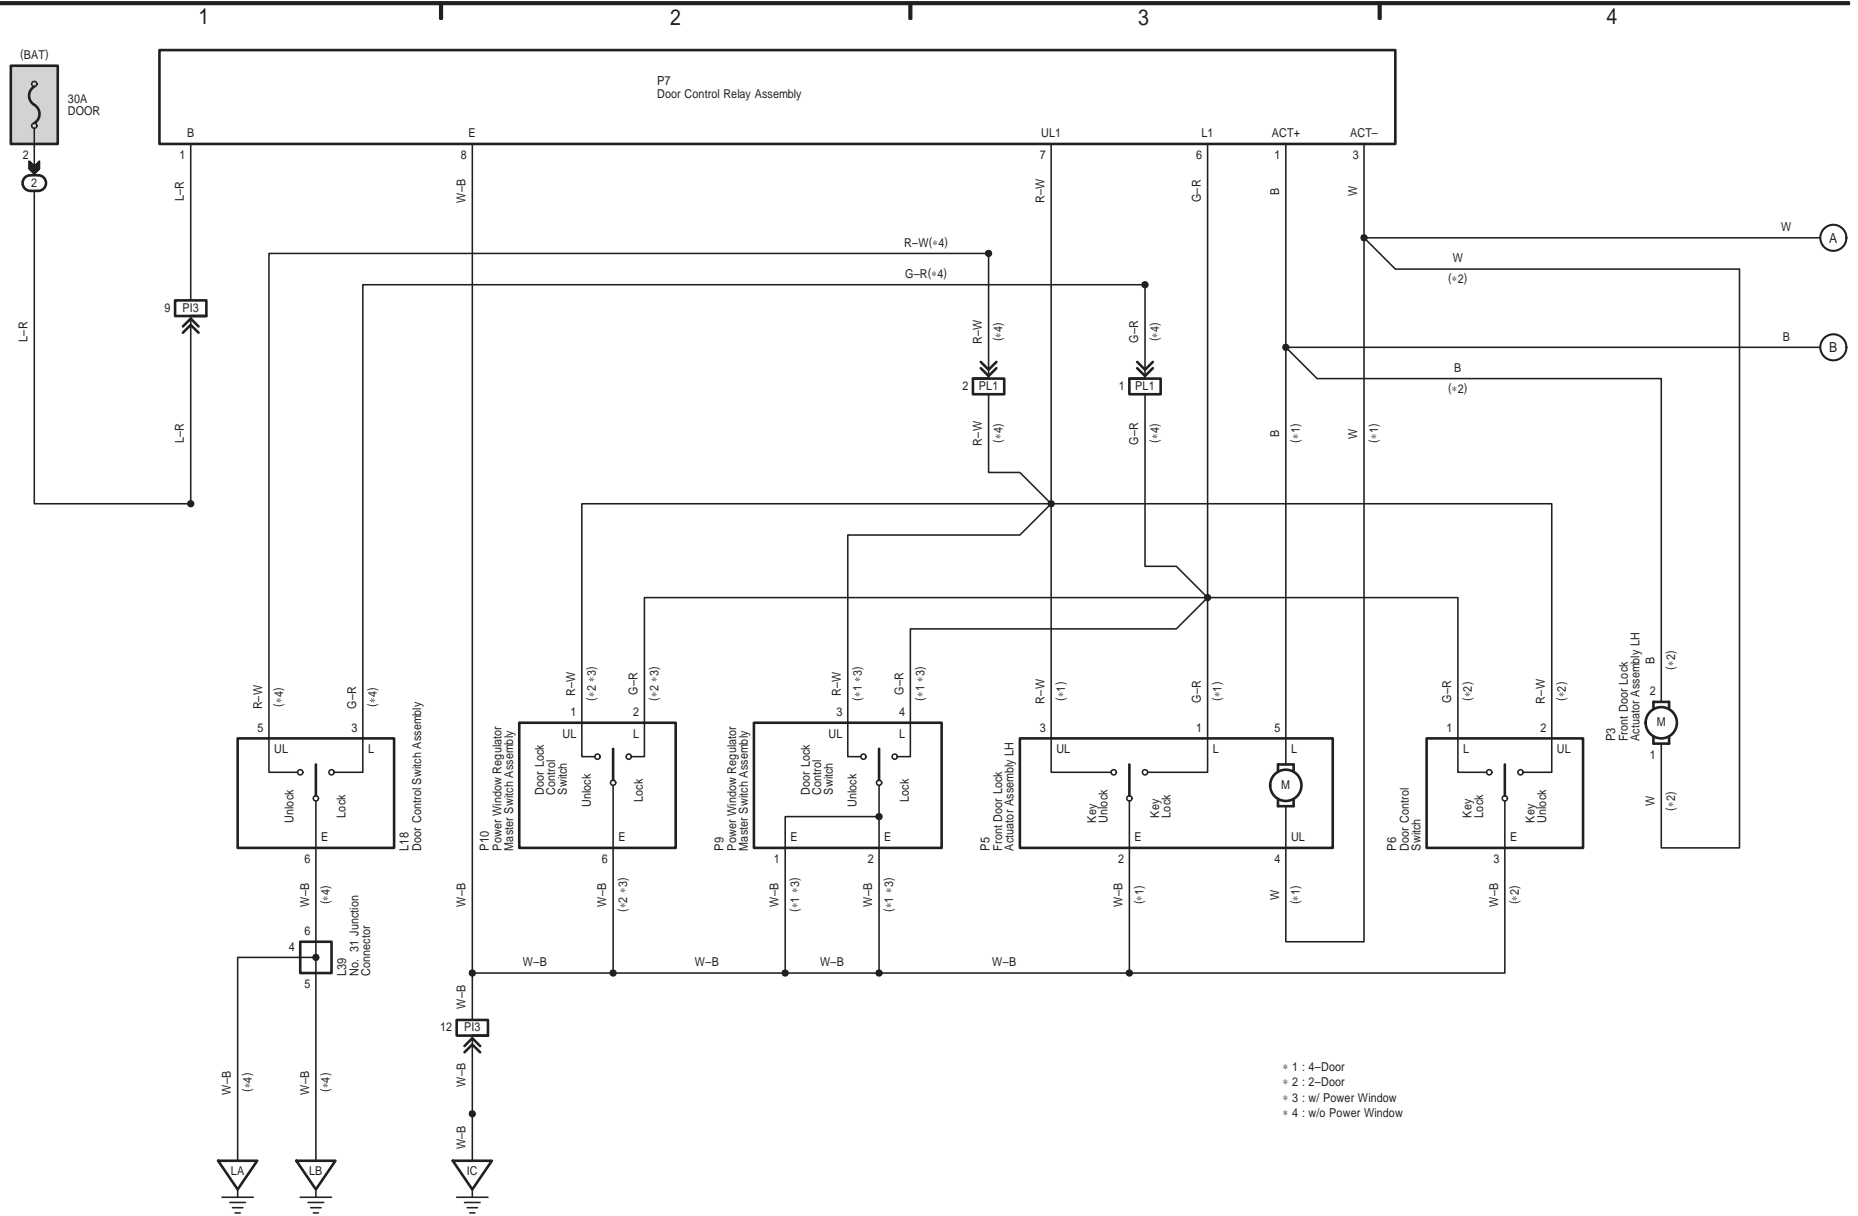 1 2 3 4
(BAT)
30A
DOOR
2
2
P7
Door Control Relay Assembly
B E UL1 L1 ACT+ ACT–
1 8 7 6 1 3
L–R W–B R–W G–R B W
W A
R–W(∗4)
W
(∗2)
G–R(∗4)
9 PI3
L–R
R–W (∗4)
G–R (∗4)
B B
B
(∗2)
2 PL1
1 PL1
L–R
R–W (∗4)
G–R (∗4)
B (∗1)
W (∗1)
R–W (∗4)
G–R (∗4)
R–W (∗2 ∗3)
G–R (∗2 ∗3)
R–W (∗1 ∗3)
G–R (∗1 ∗3)
R–W (∗1)
G–R (∗1)
G–R (∗2)
R–W (∗2)
B (∗2)
5 3
UL L
Unlock Lock
E
6
L18
Door Control Switch Assembly
1 2
UL L
Door Lock
Control
Switch
Unlock Lock
E
6
P10
Power Window Regulator
Master Switch Assembly
3 4
UL L
Door Lock
Control
Switch
Unlock Lock
E E
1 2
P9
Power Window Regulator
Master Switch Assembly
3 1 5
UL L L
Key
Unlock
Key
Lock
M
E UL
2 4
P5
Front Door Lock
Actuator Assembly LH
1 2
L UL
Key
Lock
Key
Unlock
E
3
P6
Door Control
Switch
2
M
1
P3
Front Door Lock
Actuator Assembly LH
W (∗2)
W–B (∗4)
W–B
W–B (∗2 ∗3)
W–B (∗1 ∗3)
W–B (∗1 ∗3)
W–B (∗1)
W (∗1)
W–B (∗2)
6
4
5
L39
No. 31 Junction
Connector
W–B W–B W–B W–B
W–B
12 PI3
W–B (∗4)
W–B (∗4)
W–B
W–B
LA LB IC
∗ 1 : 4–Door
∗ 2 : 2–Door
∗ 3 : w/ Power Window
∗ 4 : w/o Power Window